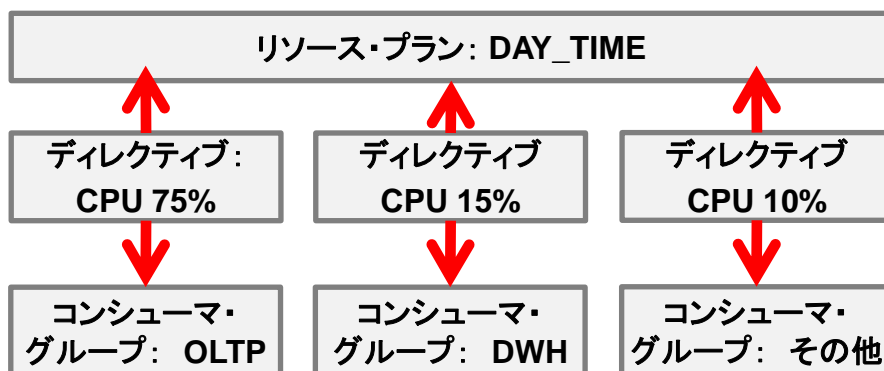 リソース・プラン： DAY_TIME
ディレクティブ：
CPU 75%
ディレクティブ
CPU 15%
ディレクティブ
CPU 10%
コンシューマ・
グループ： OLTP
コンシューマ・
グループ： DWH
コンシューマ・
グループ： その他